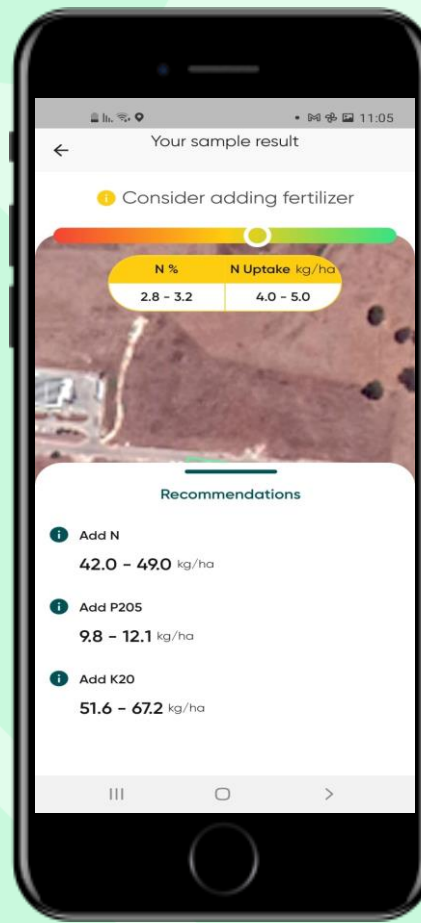 11:05
Your sample result
Consider adding fertilizer
N % N Uptake kg/ha
2.8 - 3.2 4.0 - 5.0
Recommendations
Add N
42.0 - 49.0 kg/ha
Add P205
9.8 - 12.1 kg/ha
Add K20
51.6 - 67.2 kg/ha